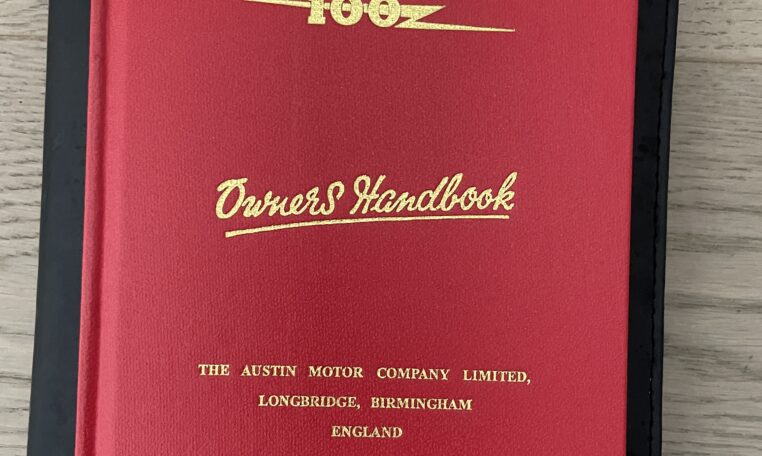 100
Owners Handbook
THE AUSTIN MOTOR COMPANY LIMITED,
LONGBRIDGE, BIRMINGHAM
ENGLAND